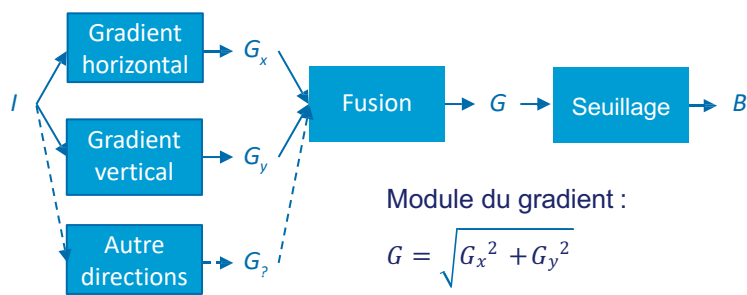 Gradient
horizontal
Gx
I
Fusion
G
Seuillage
B
Gradient
vertical
Gy
Module du gradient :
G = √(Gx² + Gy²)
Autre
directions
G?